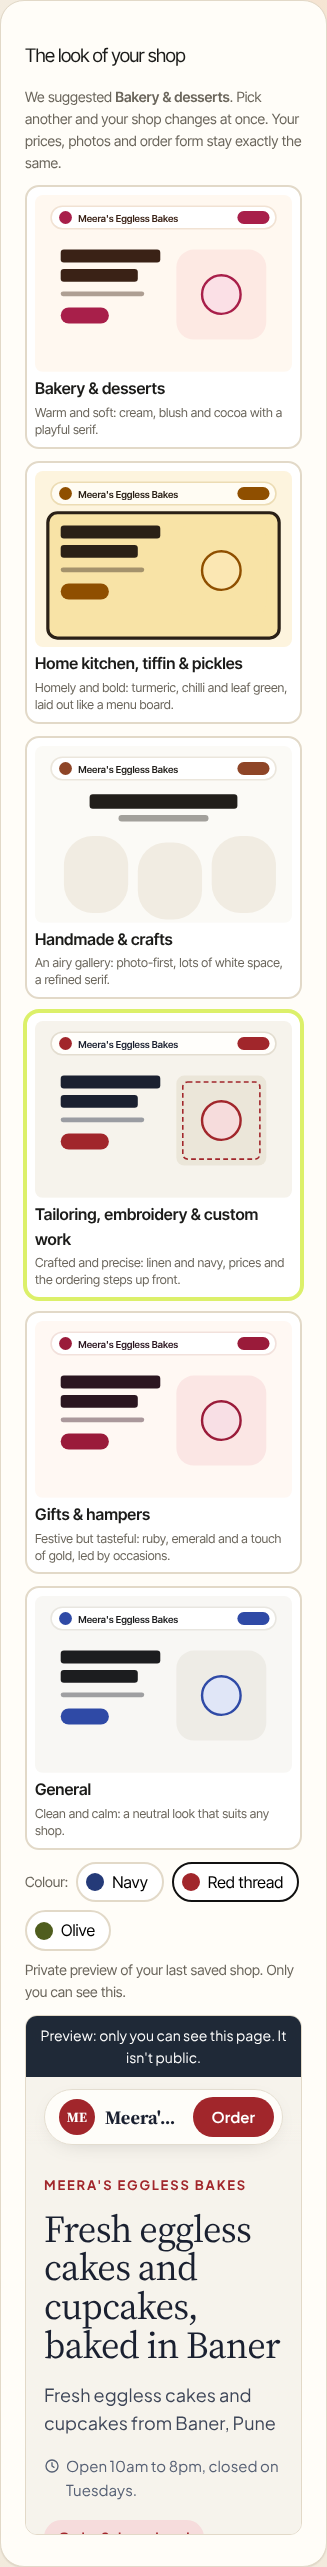 The look of your shop
We suggested Bakery & desserts. Pick
another and your shop changes at once. Your
prices, photos and order form stay exactly the
same.
Meera's Eggless Bakes
Bakery & desserts
Warm and soft: cream, blush and cocoa with a
playful serif.
Meera's Eggless Bakes
Home kitchen, tiffin & pickles
Homely and bold: turmeric, chilli and leaf green,
laid out like a menu board.
Meera's Eggless Bakes
Handmade & crafts
An airy gallery: photo-first, lots of white space,
a refined serif.
Meera's Eggless Bakes
Tailoring, embroidery & custom
work
Crafted and precise: linen and navy, prices and
the ordering steps up front.
Meera's Eggless Bakes
Gifts & hampers
Festive but tasteful: ruby, emerald and a touch
of gold, led by occasions.
Meera's Eggless Bakes
General
Clean and calm: a neutral look that suits any
shop.
Colour: Navy Red thread
Olive
Private preview of your last saved shop. Only
you can see this.
Preview: only you can see this page. It
isn't public.
ME Meera'... Order
MEERA'S EGGLESS BAKES
Fresh eggless
cakes and
cupcakes,
baked in Baner
Fresh eggless cakes and
cupcakes from Baner, Pune
Open 10am to 8pm, closed on
Tuesdays.